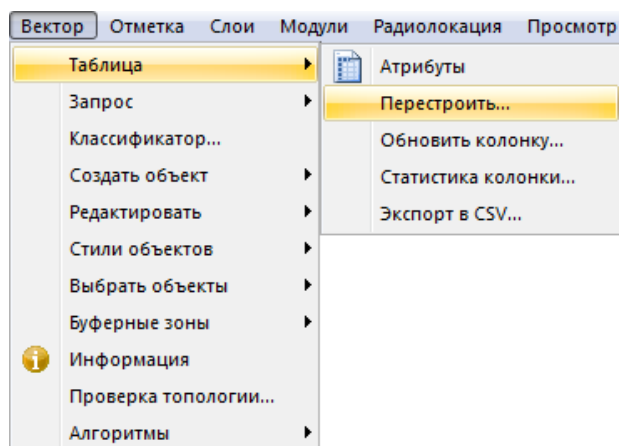 Вектор Отметка Слои Модули Радиолокация Просмотр
Таблица
Запрос
Классификатор...
Создать объект
Редактировать
Стили объектов
Выбрать объекты
Буферные зоны
Информация
Проверка топологии...
Алгоритмы
Атрибуты
Перестроить...
Обновить колонку...
Статистика колонки...
Экспорт в CSV...